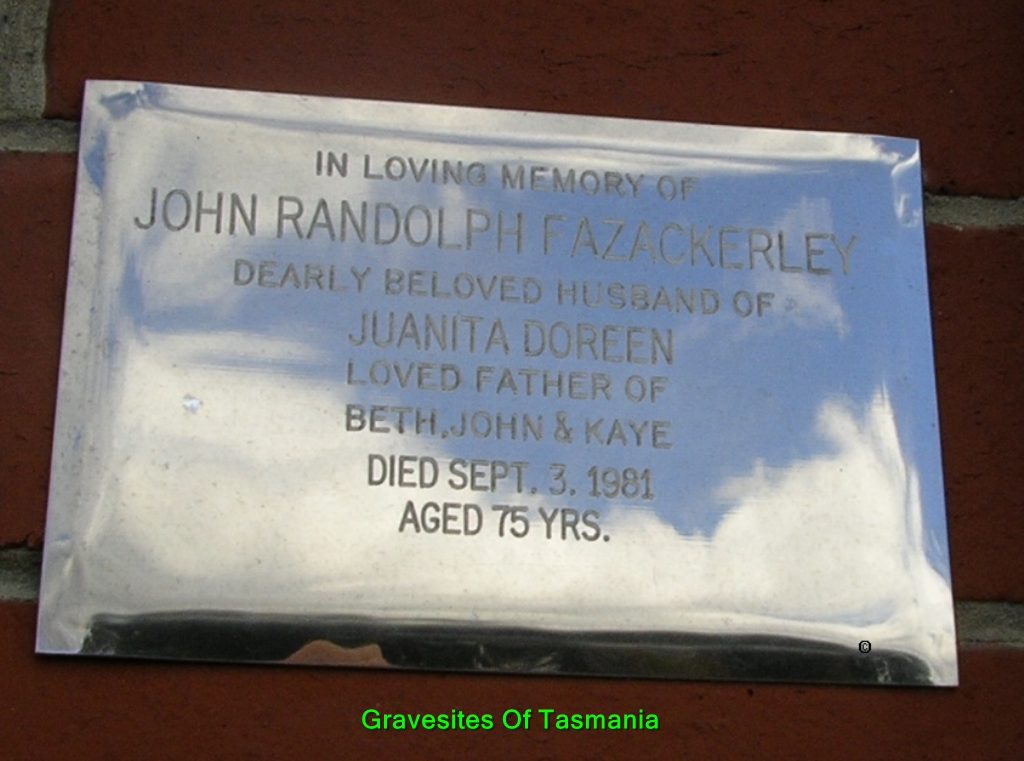 IN LOVING MEMORY OF
JOHN RANDOLPH FAZACKERLEY
DEARLY BELOVED HUSBAND OF
JUANITA DOREEN
LOVED FATHER OF
BETH, JOHN & KAYE
DIED SEPT. 3. 1981
AGED 75 YRS.
©
Gravesites Of Tasmania